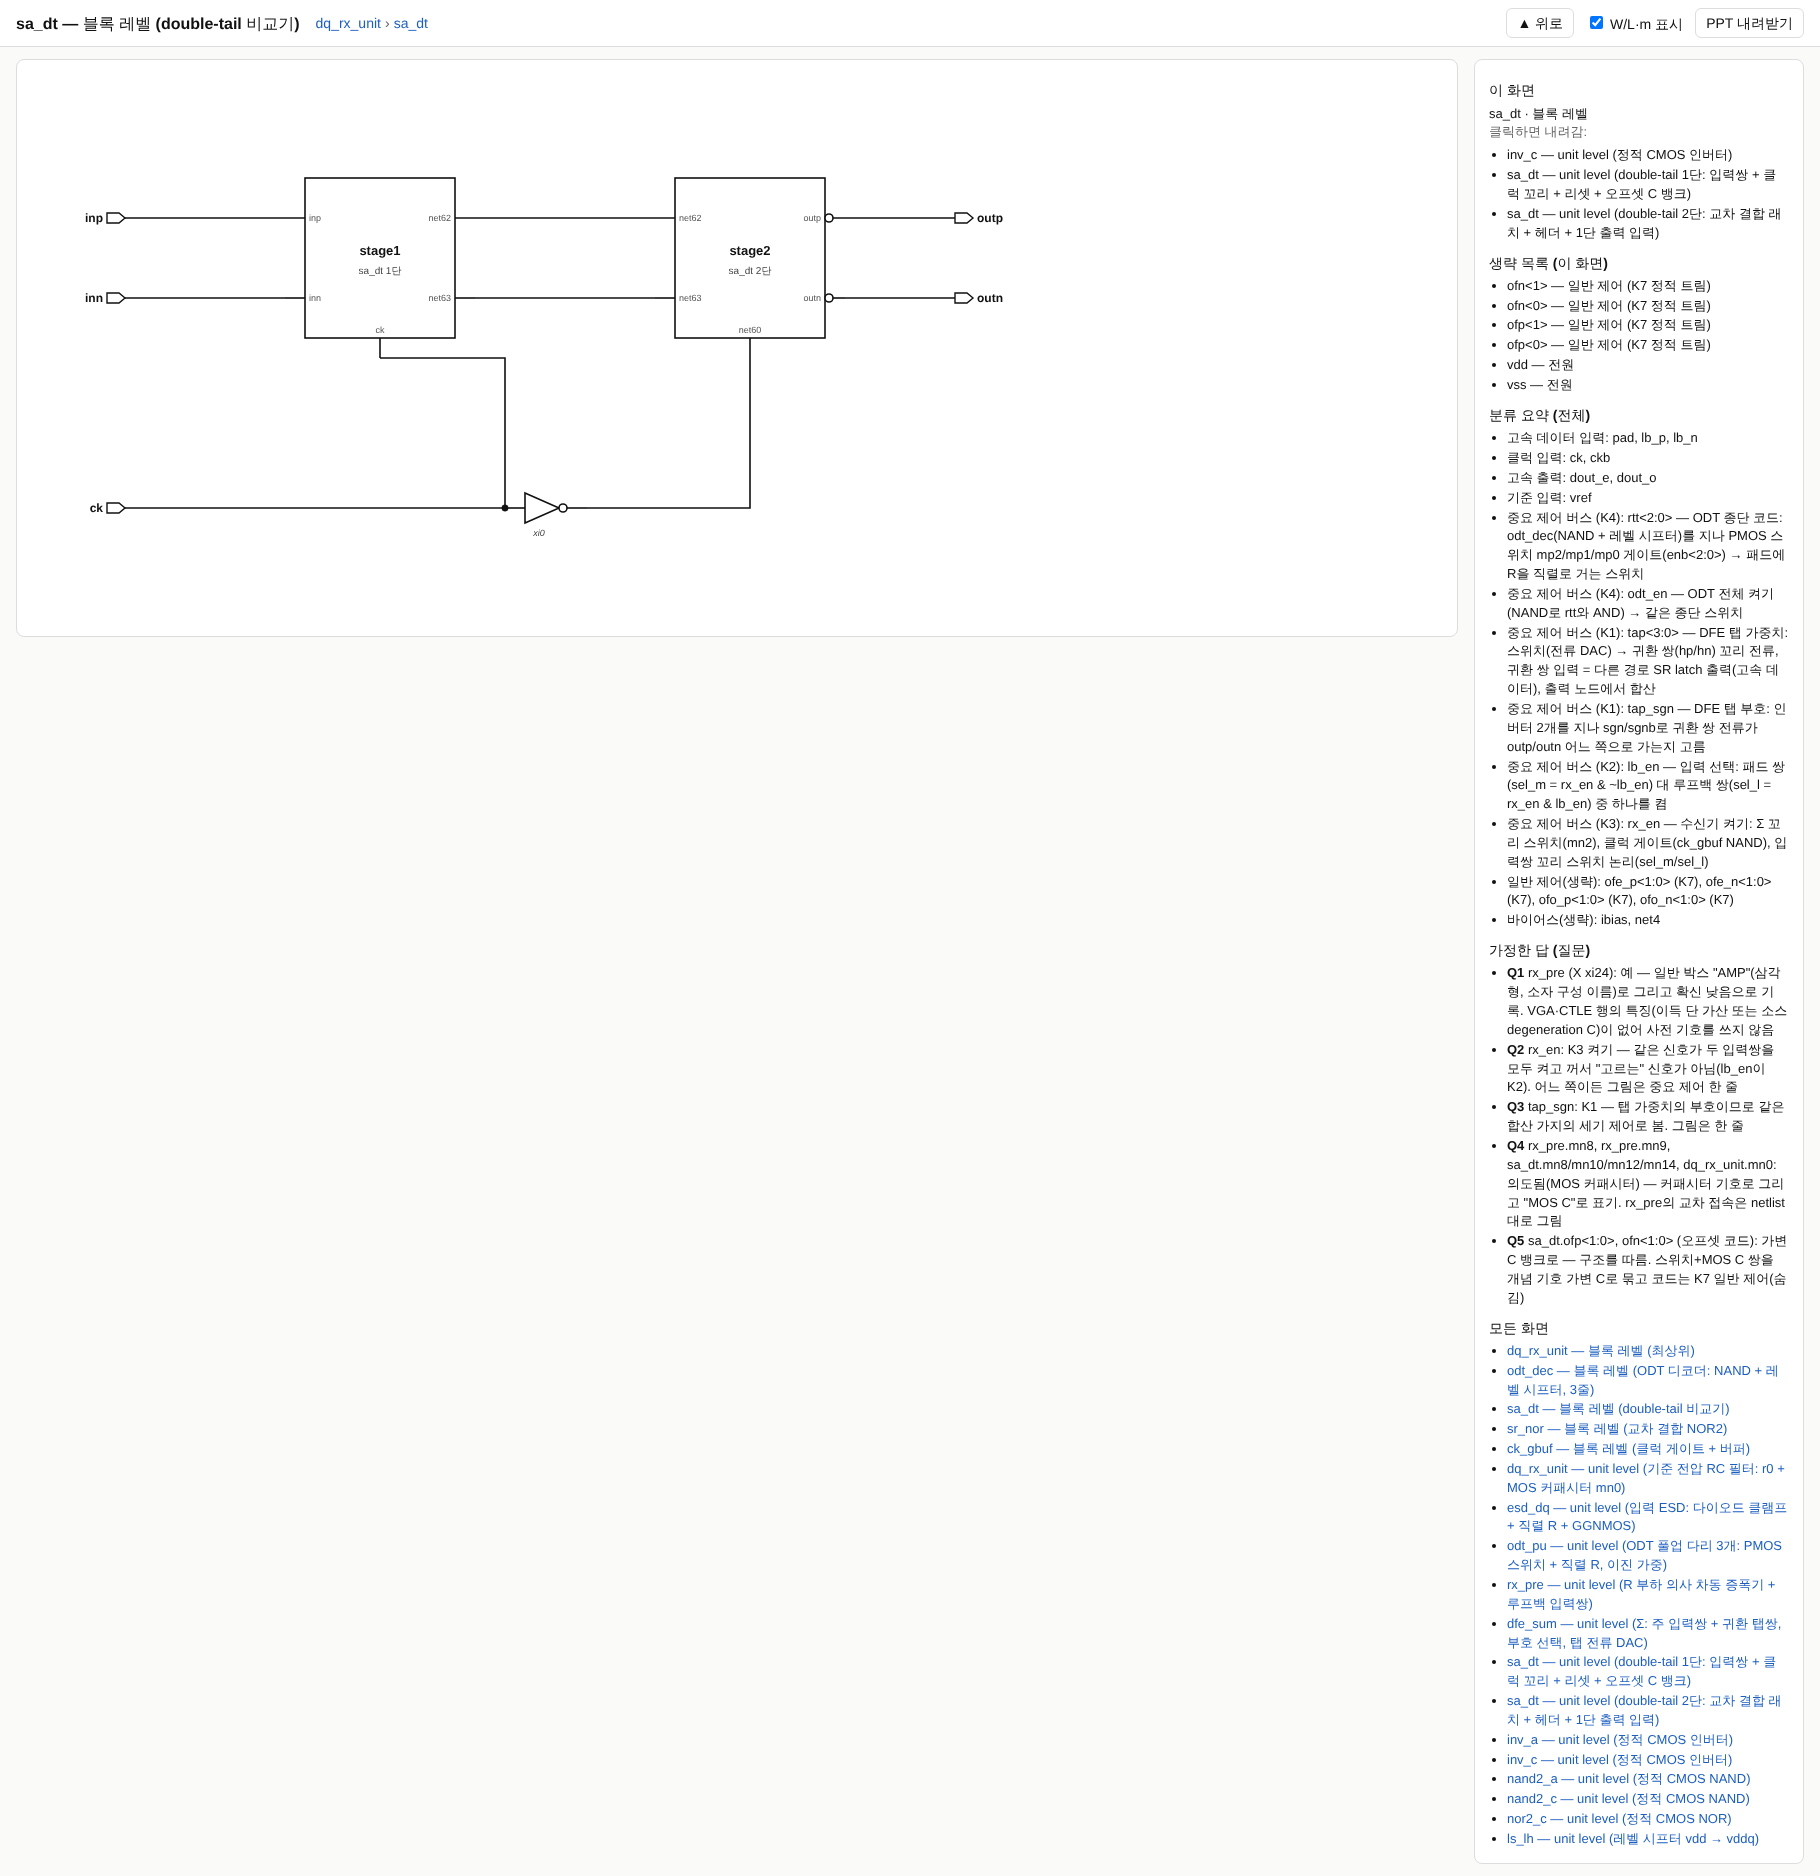 sa_dt — 블록 레벨 (double-tail 비교기) dq_rx_unit › sa_dt ▲ 위로 W/L·m 표시 PPT 내려받기
inp
inp
net62
stage1
sa_dt 1단
inn
inn
net63
ck
net62
outp
stage2
sa_dt 2단
net63
outn
net60
outp
outn
ck
xi0
이 화면
sa_dt · 블록 레벨
클릭하면 내려감:
inv_c — unit level (정적 CMOS 인버터)
sa_dt — unit level (double-tail 1단: 입력쌍 + 클
럭 꼬리 + 리셋 + 오프셋 C 뱅크)
sa_dt — unit level (double-tail 2단: 교차 결합 래
치 + 헤더 + 1단 출력 입력)
생략 목록 (이 화면)
ofn<1> — 일반 제어 (K7 정적 트림)
ofn<0> — 일반 제어 (K7 정적 트림)
ofp<1> — 일반 제어 (K7 정적 트림)
ofp<0> — 일반 제어 (K7 정적 트림)
vdd — 전원
vss — 전원
분류 요약 (전체)
고속 데이터 입력: pad, lb_p, lb_n
클럭 입력: ck, ckb
고속 출력: dout_e, dout_o
기준 입력: vref
중요 제어 버스 (K4): rtt<2:0> — ODT 종단 코드:
odt_dec(NAND + 레벨 시프터)를 지나 PMOS 스
위치 mp2/mp1/mp0 게이트(enb<2:0>) → 패드에
R을 직렬로 거는 스위치
중요 제어 버스 (K4): odt_en — ODT 전체 켜기
(NAND로 rtt와 AND) → 같은 종단 스위치
중요 제어 버스 (K1): tap<3:0> — DFE 탭 가중치:
스위치(전류 DAC) → 귀환 쌍(hp/hn) 꼬리 전류,
귀환 쌍 입력 = 다른 경로 SR latch 출력(고속 데
이터), 출력 노드에서 합산
중요 제어 버스 (K1): tap_sgn — DFE 탭 부호: 인
버터 2개를 지나 sgn/sgnb로 귀환 쌍 전류가
outp/outn 어느 쪽으로 가는지 고름
중요 제어 버스 (K2): lb_en — 입력 선택: 패드 쌍
(sel_m = rx_en & ~lb_en) 대 루프백 쌍(sel_l =
rx_en & lb_en) 중 하나를 켬
중요 제어 버스 (K3): rx_en — 수신기 켜기: Σ 꼬
리 스위치(mn2), 클럭 게이트(ck_gbuf NAND), 입
력쌍 꼬리 스위치 논리(sel_m/sel_l)
일반 제어(생략): ofe_p<1:0> (K7), ofe_n<1:0>
(K7), ofo_p<1:0> (K7), ofo_n<1:0> (K7)
바이어스(생략): ibias, net4
가정한 답 (질문)
Q1 rx_pre (X xi24): 예 — 일반 박스 "AMP"(삼각
형, 소자 구성 이름)로 그리고 확신 낮음으로 기
록. VGA·CTLE 행의 특징(이득 단 가산 또는 소스
degeneration C)이 없어 사전 기호를 쓰지 않음
Q2 rx_en: K3 켜기 — 같은 신호가 두 입력쌍을
모두 켜고 꺼서 "고르는" 신호가 아님(lb_en이
K2). 어느 쪽이든 그림은 중요 제어 한 줄
Q3 tap_sgn: K1 — 탭 가중치의 부호이므로 같은
합산 가지의 세기 제어로 봄. 그림은 한 줄
Q4 rx_pre.mn8, rx_pre.mn9,
sa_dt.mn8/mn10/mn12/mn14, dq_rx_unit.mn0:
의도됨(MOS 커패시터) — 커패시터 기호로 그리
고 "MOS C"로 표기. rx_pre의 교차 접속은 netlist
대로 그림
Q5 sa_dt.ofp<1:0>, ofn<1:0> (오프셋 코드): 가변
C 뱅크로 — 구조를 따름. 스위치+MOS C 쌍을
개념 기호 가변 C로 묶고 코드는 K7 일반 제어(숨
김)
모든 화면
dq_rx_unit — 블록 레벨 (최상위)
odt_dec — 블록 레벨 (ODT 디코더: NAND + 레
벨 시프터, 3줄)
sa_dt — 블록 레벨 (double-tail 비교기)
sr_nor — 블록 레벨 (교차 결합 NOR2)
ck_gbuf — 블록 레벨 (클럭 게이트 + 버퍼)
dq_rx_unit — unit level (기준 전압 RC 필터: r0 +
MOS 커패시터 mn0)
esd_dq — unit level (입력 ESD: 다이오드 클램프
+ 직렬 R + GGNMOS)
odt_pu — unit level (ODT 풀업 다리 3개: PMOS
스위치 + 직렬 R, 이진 가중)
rx_pre — unit level (R 부하 의사 차동 증폭기 +
루프백 입력쌍)
dfe_sum — unit level (Σ: 주 입력쌍 + 귀환 탭쌍,
부호 선택, 탭 전류 DAC)
sa_dt — unit level (double-tail 1단: 입력쌍 + 클
럭 꼬리 + 리셋 + 오프셋 C 뱅크)
sa_dt — unit level (double-tail 2단: 교차 결합 래
치 + 헤더 + 1단 출력 입력)
inv_a — unit level (정적 CMOS 인버터)
inv_c — unit level (정적 CMOS 인버터)
nand2_a — unit level (정적 CMOS NAND)
nand2_c — unit level (정적 CMOS NAND)
nor2_c — unit level (정적 CMOS NOR)
ls_lh — unit level (레벨 시프터 vdd → vddq)